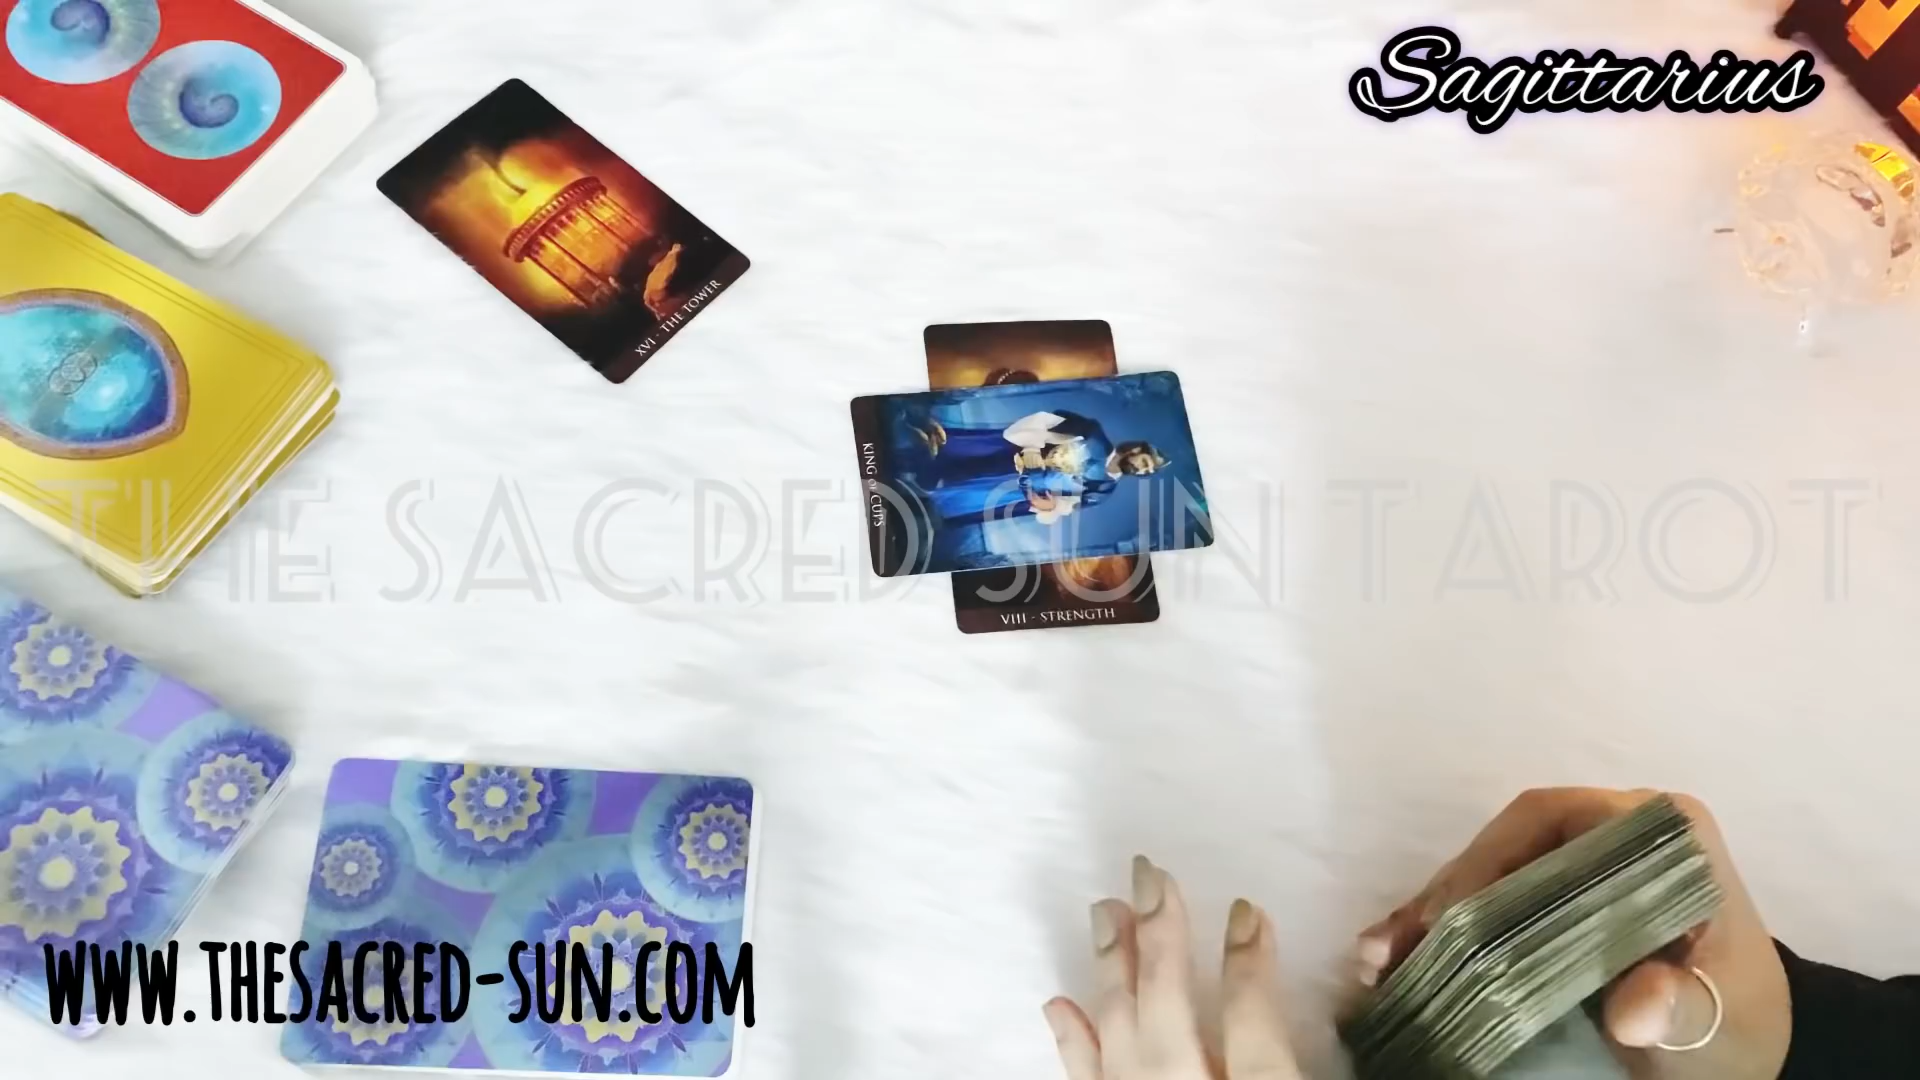 Sagittarius
XVI - THE TOWER
KING OF CUPS
THE SACRED SUN TAROT
VIII - STRENGTH
WWW.THESACRED-SUN.COM